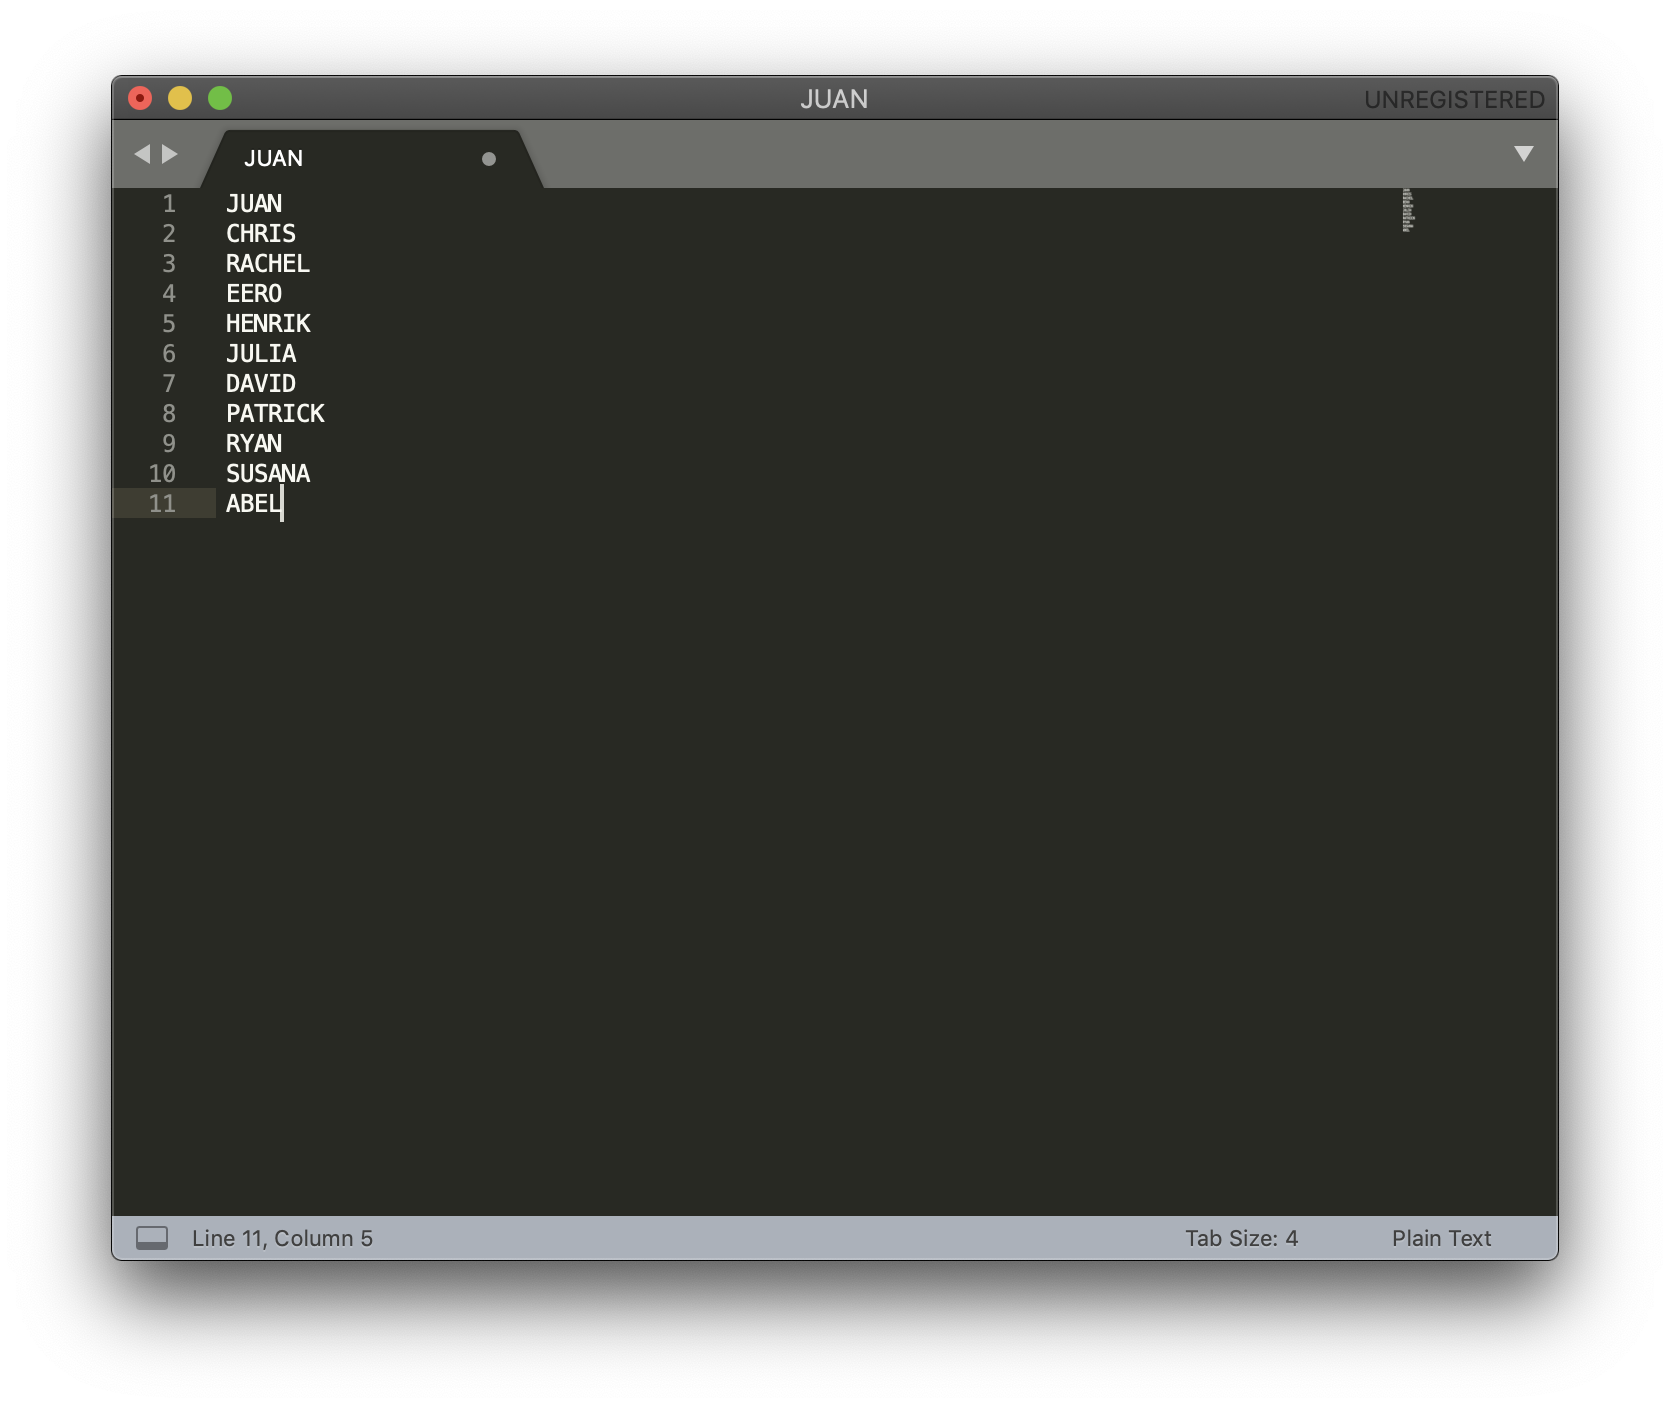 JUAN
UNREGISTERED
JUAN
1 JUAN
2 CHRIS
3 RACHEL
4 EERO
5 HENRIK
6 JULIA
7 DAVID
8 PATRICK
9 RYAN
10 SUSANA
11 ABEL
Line 11, Column 5
Tab Size: 4
Plain Text